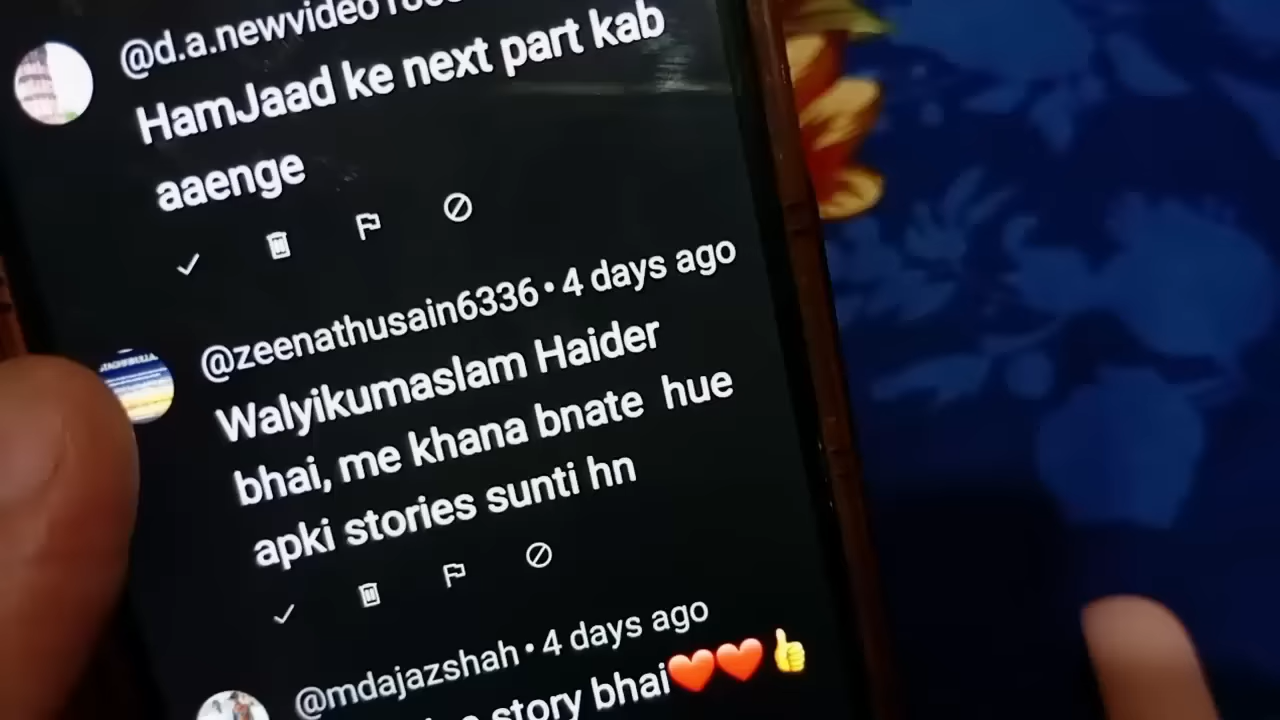 HamJaad ke next part kab
aaenge
@zeenathusain6336 • 4 days ago
Walyikumaslam Haider
bhai, me khana bnate hue
apki stories sunti hn
@mdajazshah • 4 days ago
story bhai❤️❤️👍